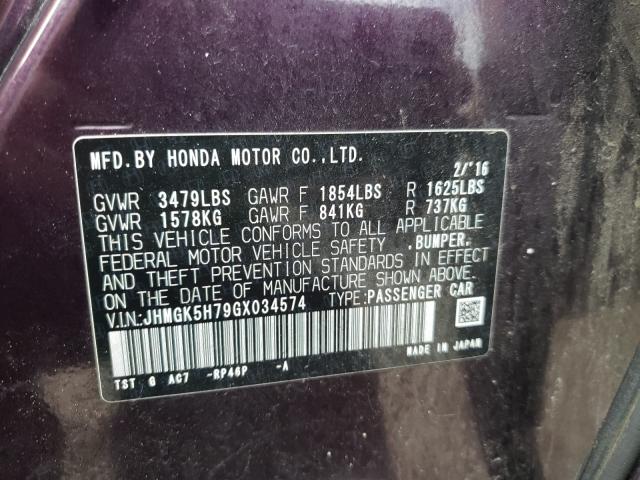 MFD.BY HONDA MOTOR CO.,LTD.
2/'16
GVWR 3479LBS GAWR F 1854LBS R 1625LBS
GVWR 1578KG GAWR F 841KG R 737KG
THIS VEHICLE CONFORMS TO ALL APPLICABLE
FEDERAL MOTOR VEHICLE SAFETY ,BUMPER,
AND THEFT PREVENTION STANDARDS IN EFFECT
ON THE DATE OF MANUFACTURE SHOWN ABOVE.
V.IN:JHMGK5H79GX034574 TYPE:PASSENGER CAR
TST G AC7 -RP46P -A
MADE IN JAPAN